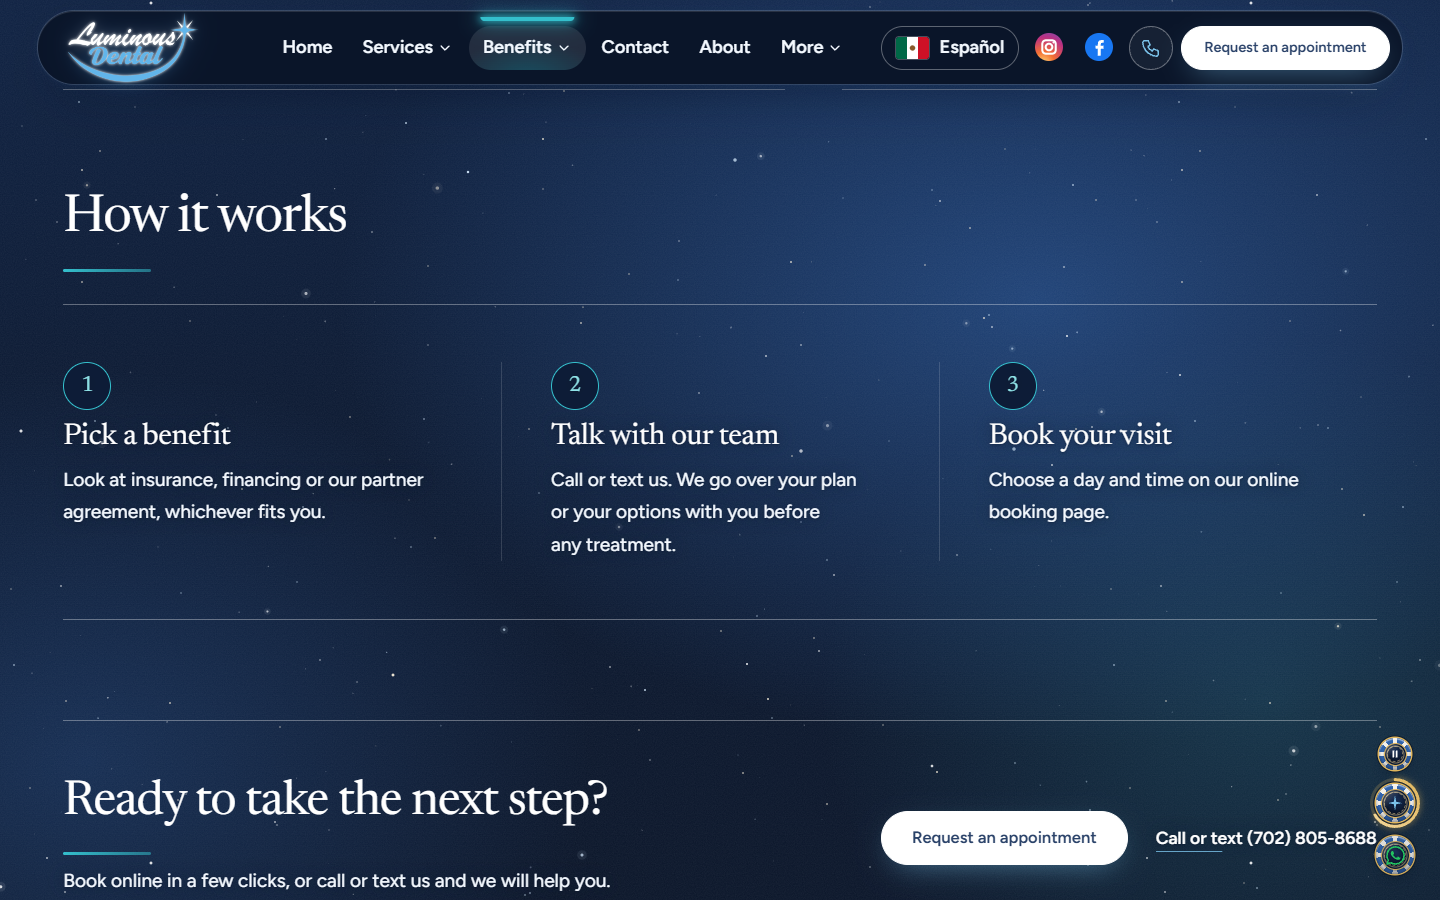 Luminous
Dental
Home
Services
Benefits
Contact
About
More
Español
Request an appointment
How it works
1
Pick a benefit
Look at insurance, financing or our partner
agreement, whichever fits you.
2
Talk with our team
Call or text us. We go over your plan
or your options with you before
any treatment.
3
Book your visit
Choose a day and time on our online
booking page.
Ready to take the next step?
Book online in a few clicks, or call or text us and we will help you.
Request an appointment
Call or text (702) 805-8688